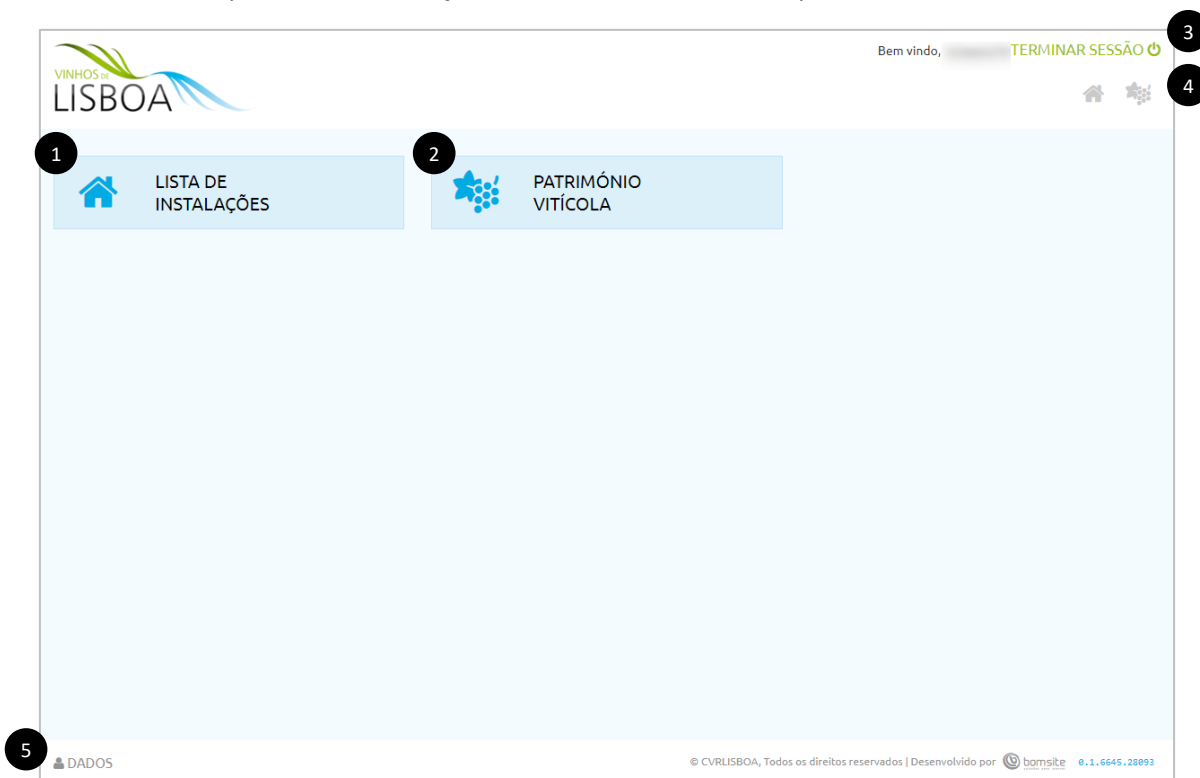 3
Bem vindo, TERMINAR SESSÃO
VINHOS DE
LISBOA
4
1
2
LISTA DE
INSTALAÇÕES
PATRIMÓNIO
VITÍCOLA
5
DADOS
© CVRLISBOA, Todos os direitos reservados | Desenvolvido por bomsite 0.1.6645.28093